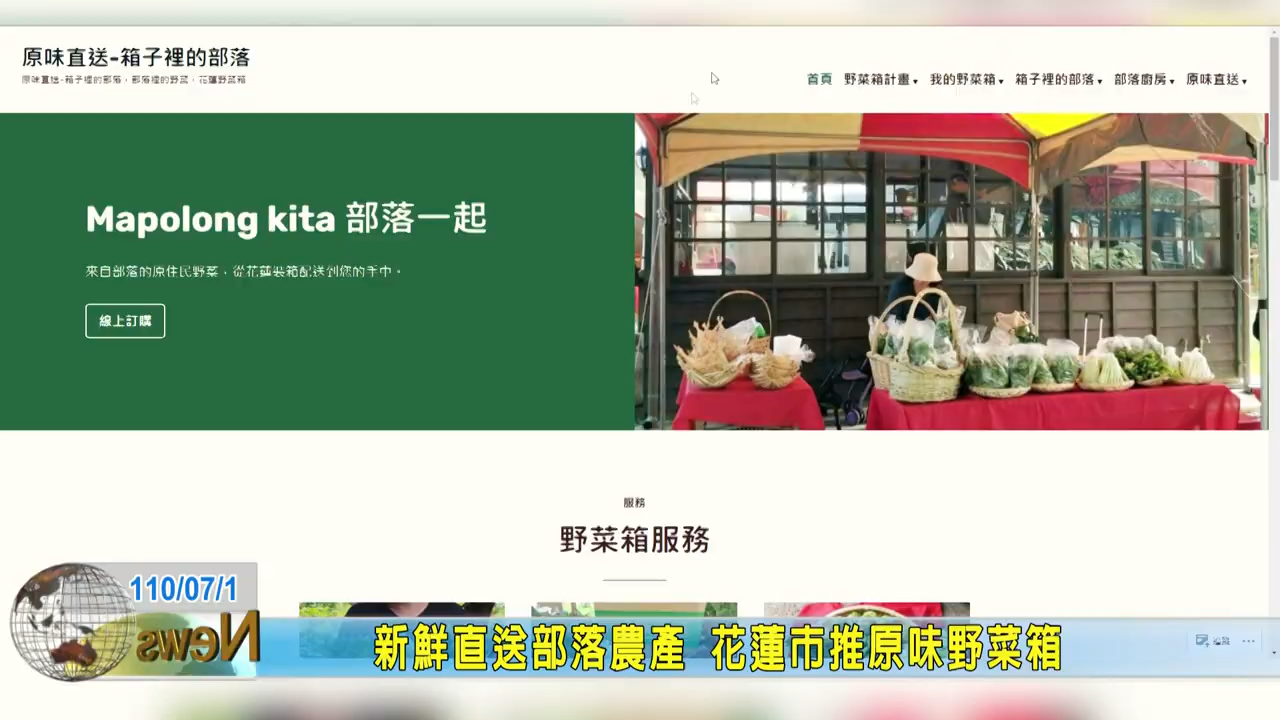 原味直送-箱子裡的部落
原味直送-箱子裡的部落，部落裡的野菜，花蓮野菜箱
首頁 野菜箱計畫 我的野菜箱 箱子裡的部落 部落廚房 原味直送
Mapolong kita 部落一起
來自部落的原住民野菜，從花蓮裝箱配送到您的手中。
線上訂購
服務
野菜箱服務
110/07/1
News
新鮮直送部落農產 花蓮市推原味野菜箱